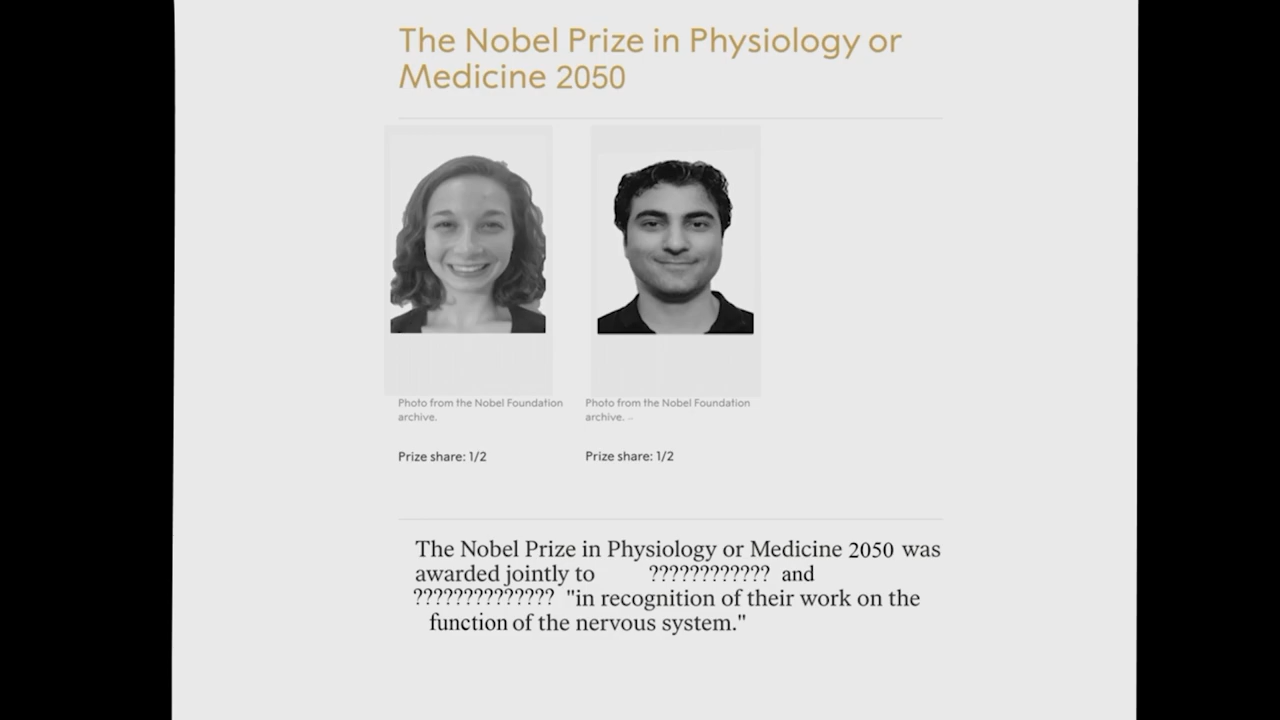 The Nobel Prize in Physiology or
Medicine 2050
Photo from the Nobel Foundation
archive.
Photo from the Nobel Foundation
archive. –
Prize share: 1/2
Prize share: 1/2
The Nobel Prize in Physiology or Medicine 2050 was
awarded jointly to ???????????? and
?????????????? "in recognition of their work on the
function of the nervous system."